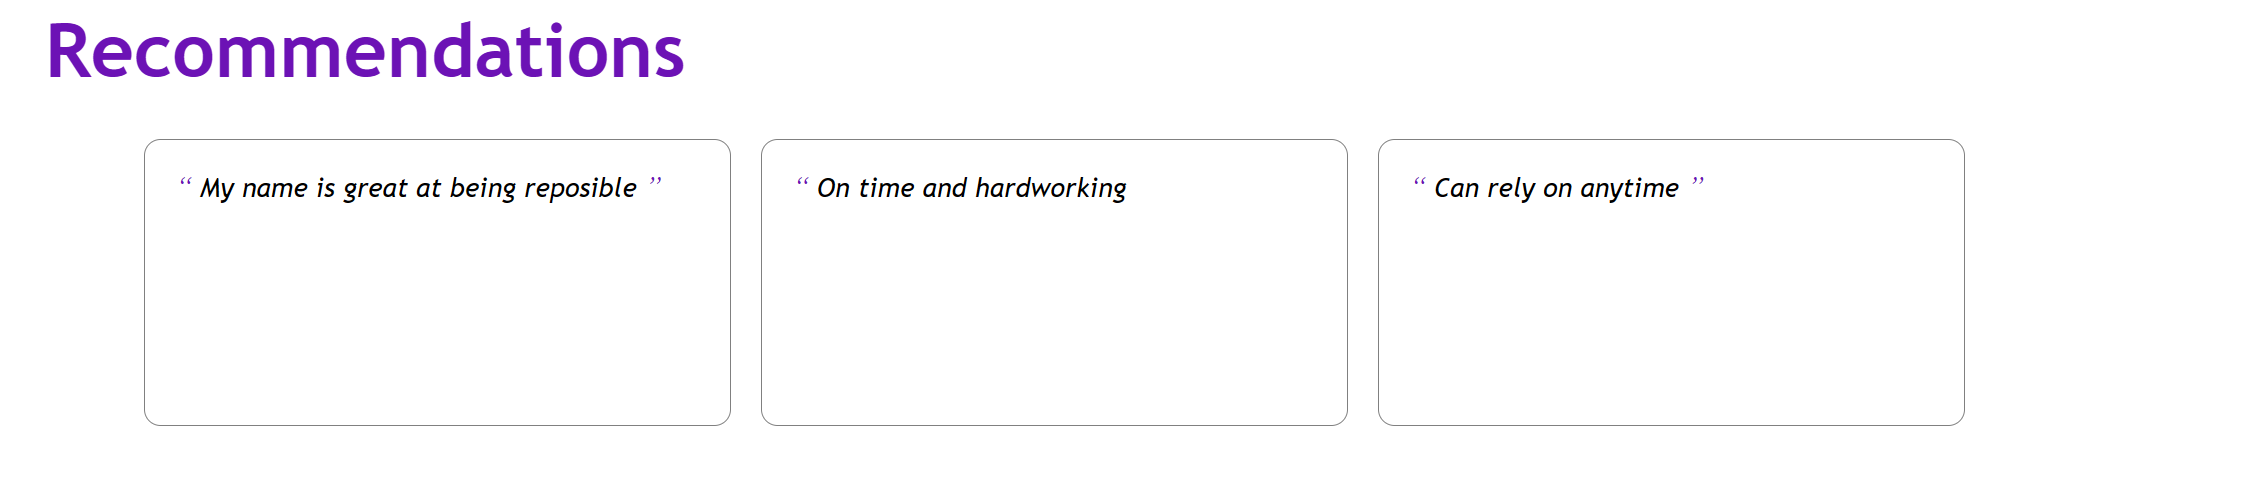 Recommendations
“ My name is great at being reposible ”
“ On time and hardworking
“ Can rely on anytime ”